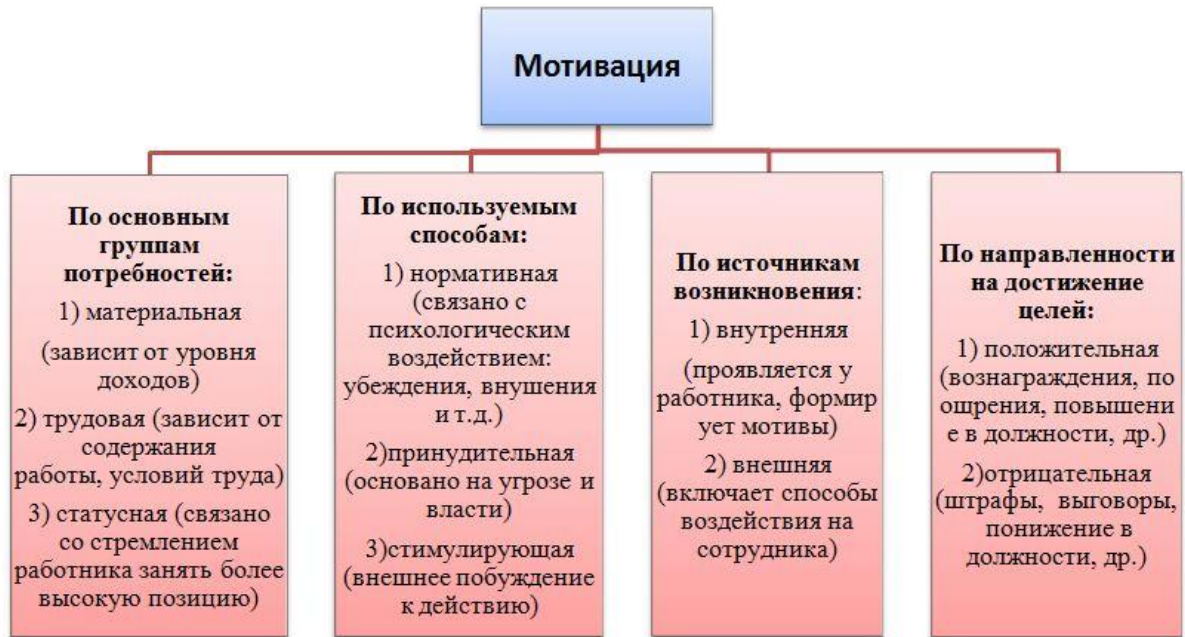 Мотивация
По основным
группам
потребностей:
1) материальная
(зависит от уровня
доходов)
2) трудовая (зависит от
содержания
работы, условий труда)
3) статусная (связано
со стремлением
работника занять более
высокую позицию)
По используемым
способам:
1) нормативная
(связано с
психологическим
воздействием:
убеждения, внушения
и т.д.)
2)принудительная
(основано на угрозе и
власти)
3)стимулирующая
(внешнее побуждение
к действию)
По источникам
возникновения:
1) внутренняя
(проявляется у
работника, формир
ует мотивы)
2) внешняя
(включает способы
воздействия на
сотрудника)
По направленности
на достижение
целей:
1) положительная
(вознаграждения, по
ощрения, повышени
е в должности, др.)
2)отрицательная
(штрафы, выговоры,
понижение в
должности, др.)